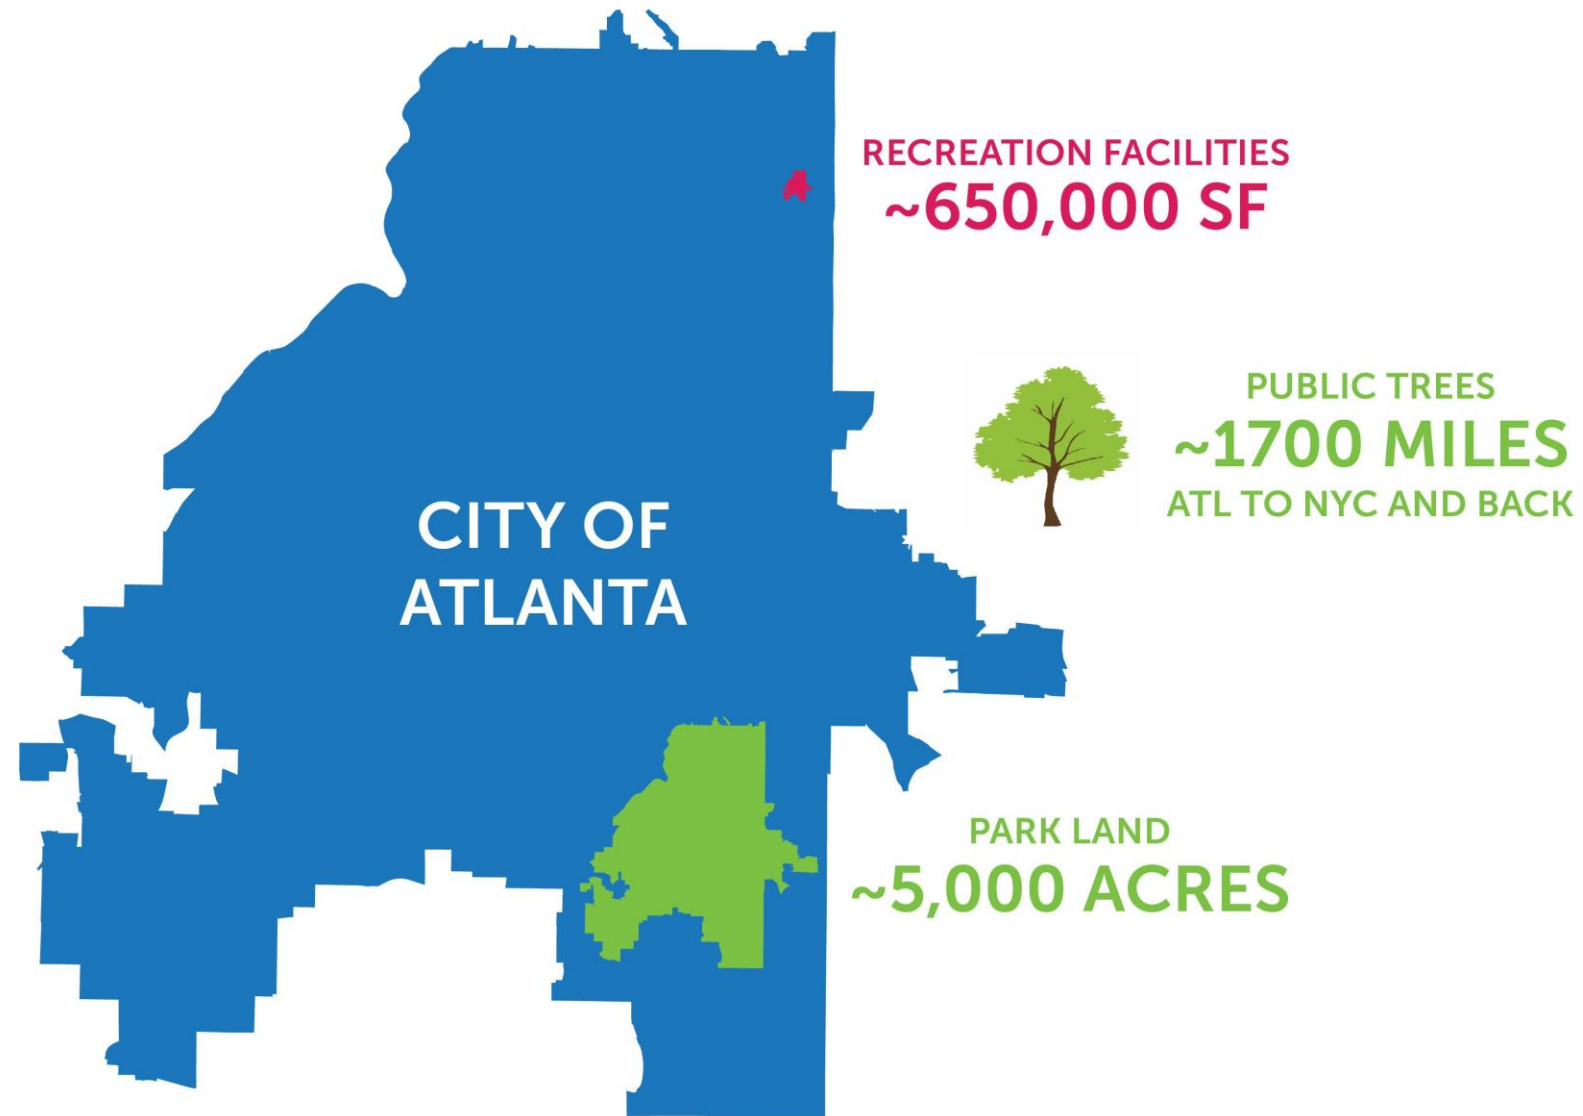 RECREATION FACILITIES
~650,000 SF
PUBLIC TREES
~1700 MILES
ATL TO NYC AND BACK
CITY OF
ATLANTA
PARK LAND
~5,000 ACRES